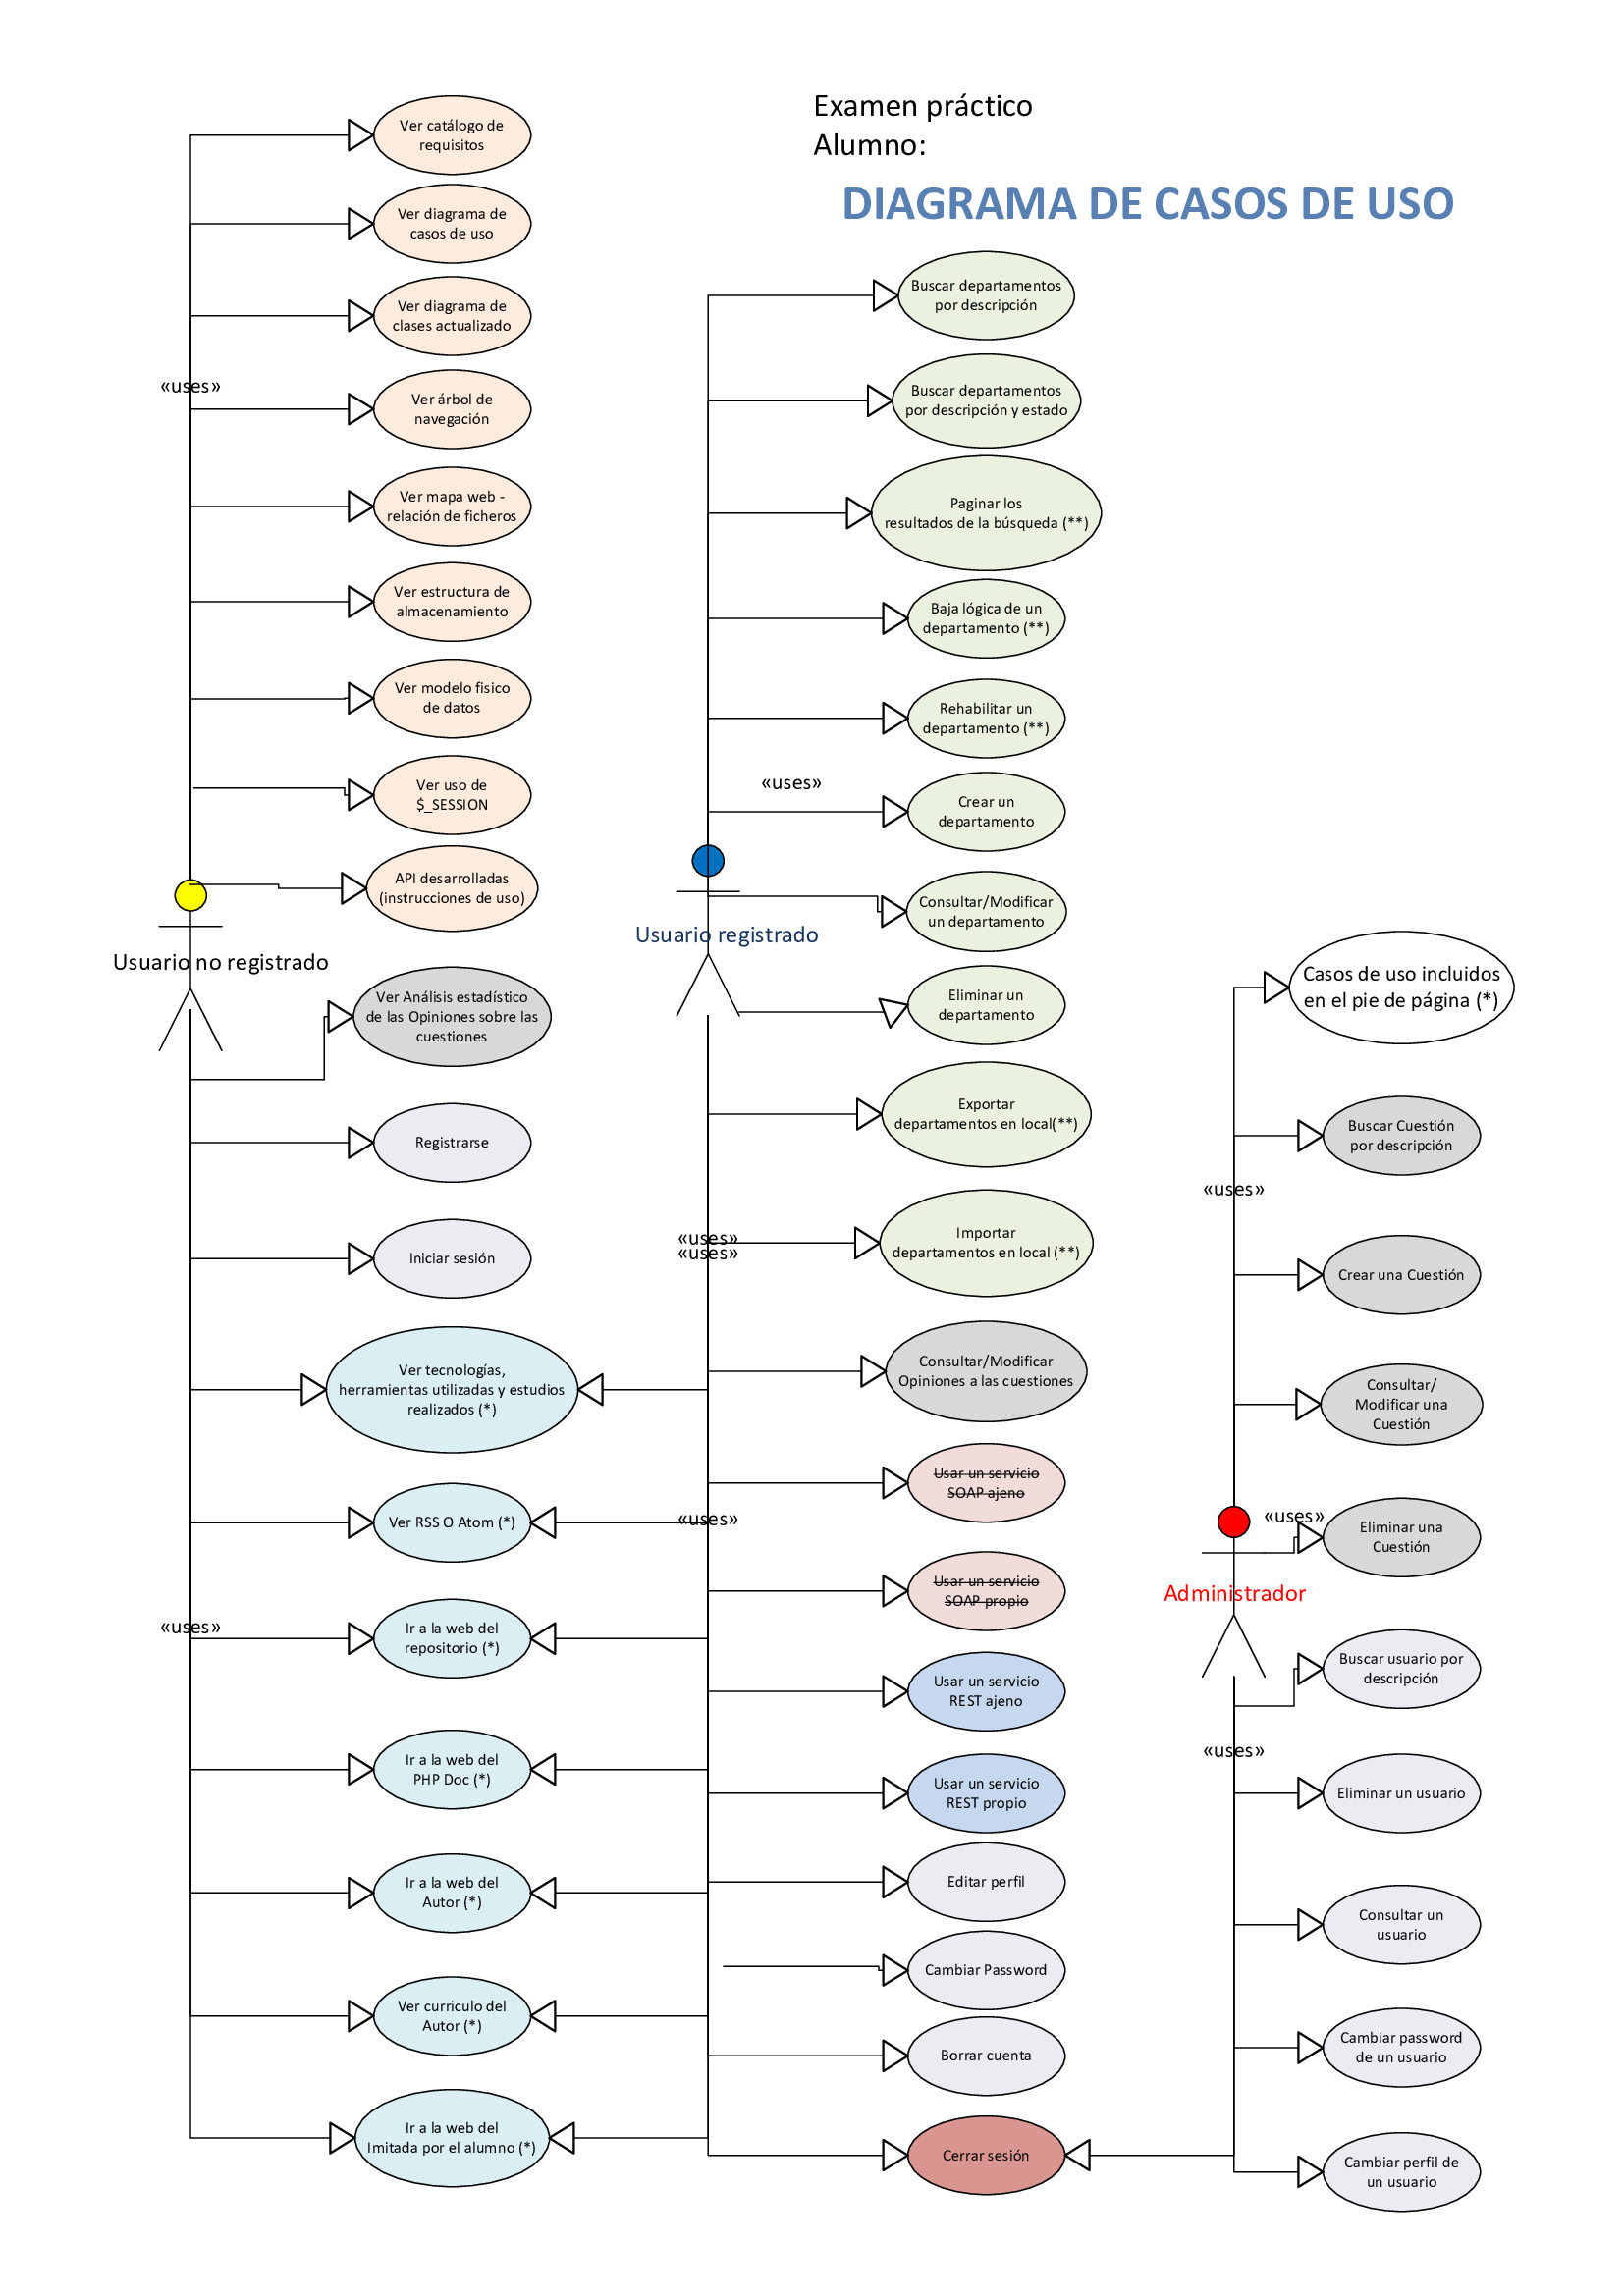 Examen práctico
Alumno:
DIAGRAMA DE CASOS DE USO
Ver catálogo de
requisitos
Ver diagrama de
casos de uso
Ver diagrama de
clases actualizado
«uses»
Ver árbol de
navegación
Ver mapa web -
relación de ficheros
Ver estructura de
almacenamiento
Ver modelo fisico
de datos
Ver uso de
$_SESSION
API desarrolladas
(instrucciones de uso)
Usuario no registrado
Ver Análisis estadístico
de las Opiniones sobre las
cuestiones
Registrarse
Iniciar sesión
Ver tecnologías,
herramientas utilizadas y estudios
realizados (*)
Ver RSS O Atom (*)
«uses»
Ir a la web del
repositorio (*)
Ir a la web del
PHP Doc (*)
Ir a la web del
Autor (*)
Ver curriculo del
Autor (*)
Ir a la web del
Imitada por el alumno (*)
Buscar departamentos
por descripción
Buscar departamentos
por descripción y estado
Paginar los
resultados de la búsqueda (**)
Baja lógica de un
departamento (**)
Rehabilitar un
departamento (**)
«uses»
Crear un
departamento
Consultar/Modificar
un departamento
Usuario registrado
Eliminar un
departamento
Exportar
departamentos en local(**)
«uses»
«uses»
Importar
departamentos en local (**)
Consultar/Modificar
Opiniones a las cuestiones
Usar un servicio
SOAP ajeno
«uses»
Usar un servicio
SOAP propio
Usar un servicio
REST ajeno
Usar un servicio
REST propio
Editar perfil
Cambiar Password
Borrar cuenta
Cerrar sesión
Casos de uso incluidos
en el pie de página (*)
Buscar Cuestión
por descripción
«uses»
Crear una Cuestión
Consultar/
Modificar una
Cuestión
«uses»
Eliminar una
Cuestión
Administrador
Buscar usuario por
descripción
«uses»
Eliminar un usuario
Consultar un
usuario
Cambiar password
de un usuario
Cambiar perfil de
un usuario